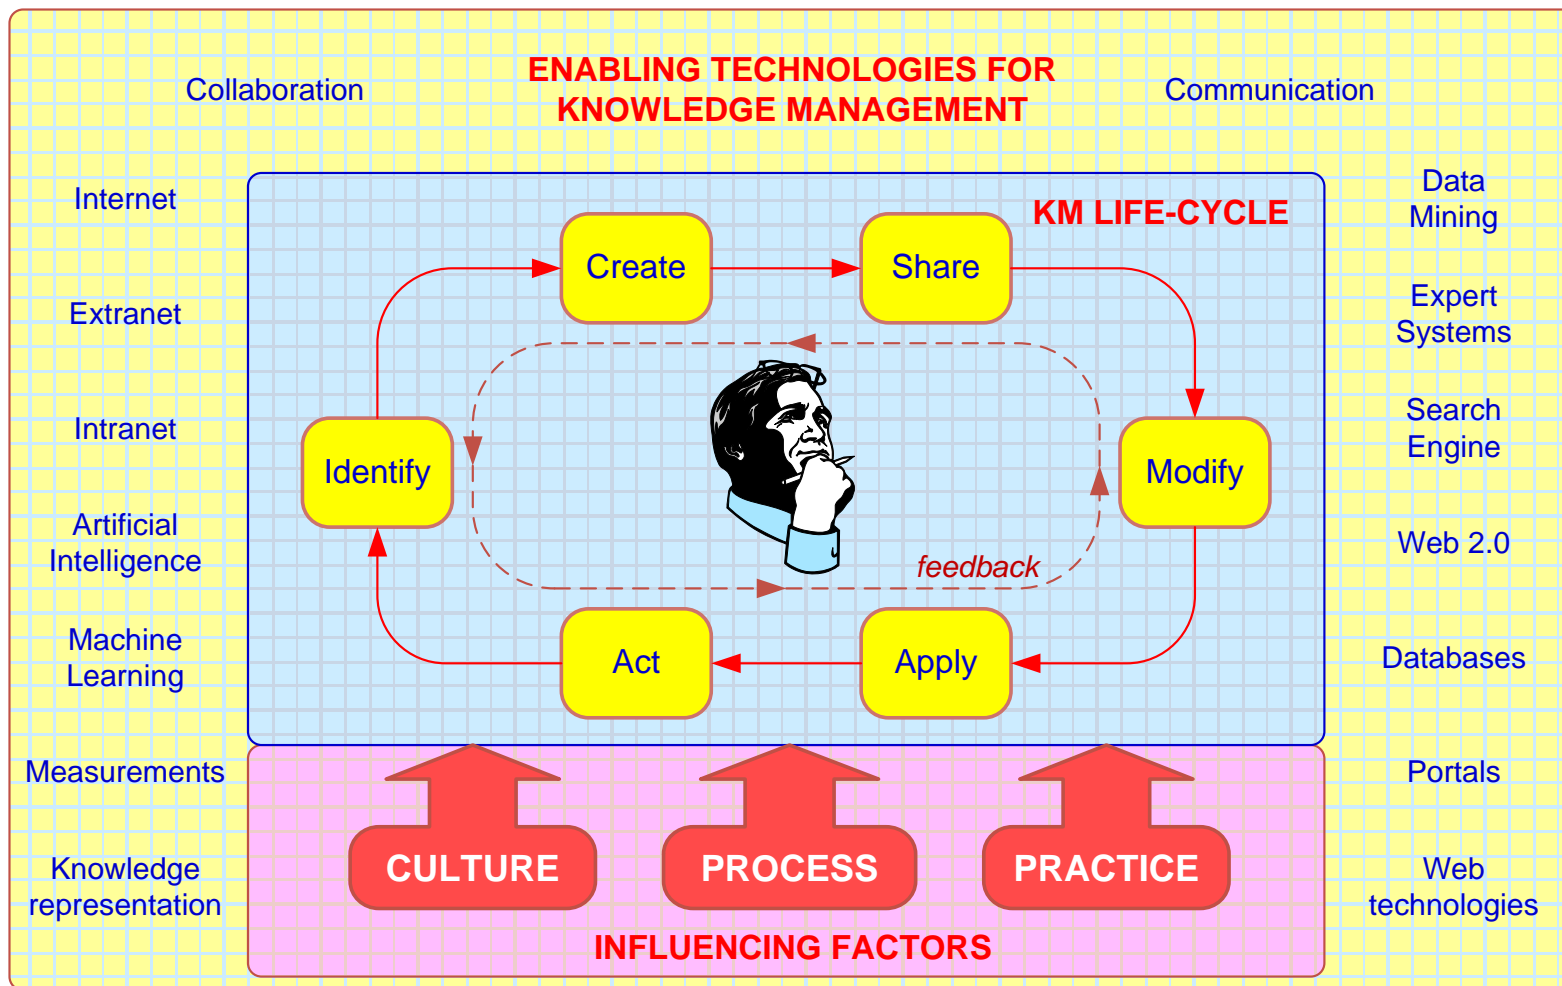 ENABLING TECHNOLOGIES FOR
KNOWLEDGE MANAGEMENT
Collaboration
Communication
Internet
Extranet
Intranet
Artificial
Intelligence
Machine
Learning
Measurements
Knowledge
representation
KM LIFE-CYCLE
Create
Share
Identify
Modify
feedback
Act
Apply
Data
Mining
Expert
Systems
Search
Engine
Web 2.0
Databases
Portals
Web
technologies
CULTURE
PROCESS
PRACTICE
INFLUENCING FACTORS